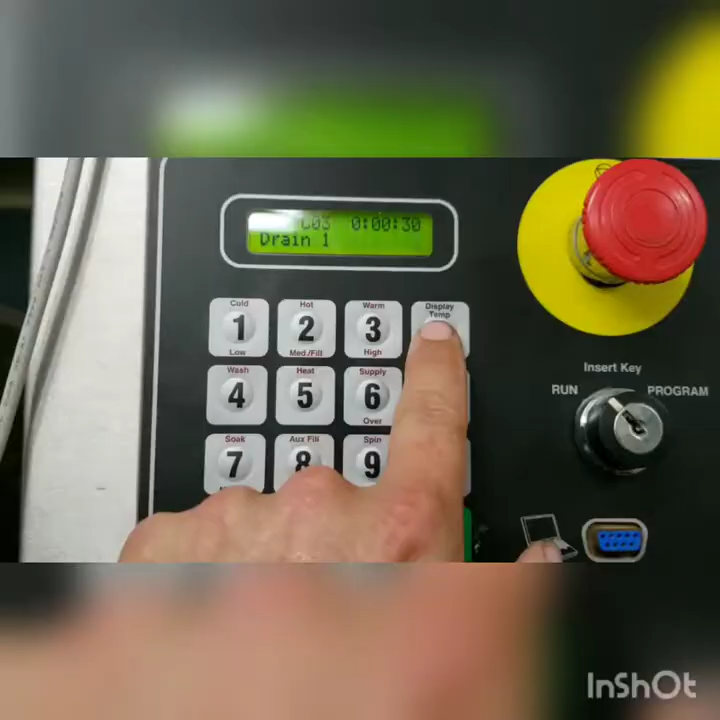 C03 0:00:30
Drain 1
Cold
1
Low
Hot
2
Med./Fill
Warm
3
High
Display
Temp
Wash
4
Heat
5
Supply
6
Over
Soak
7
Aux Fill
8
Spin
9
Insert Key
RUN
PROGRAM
InShOt